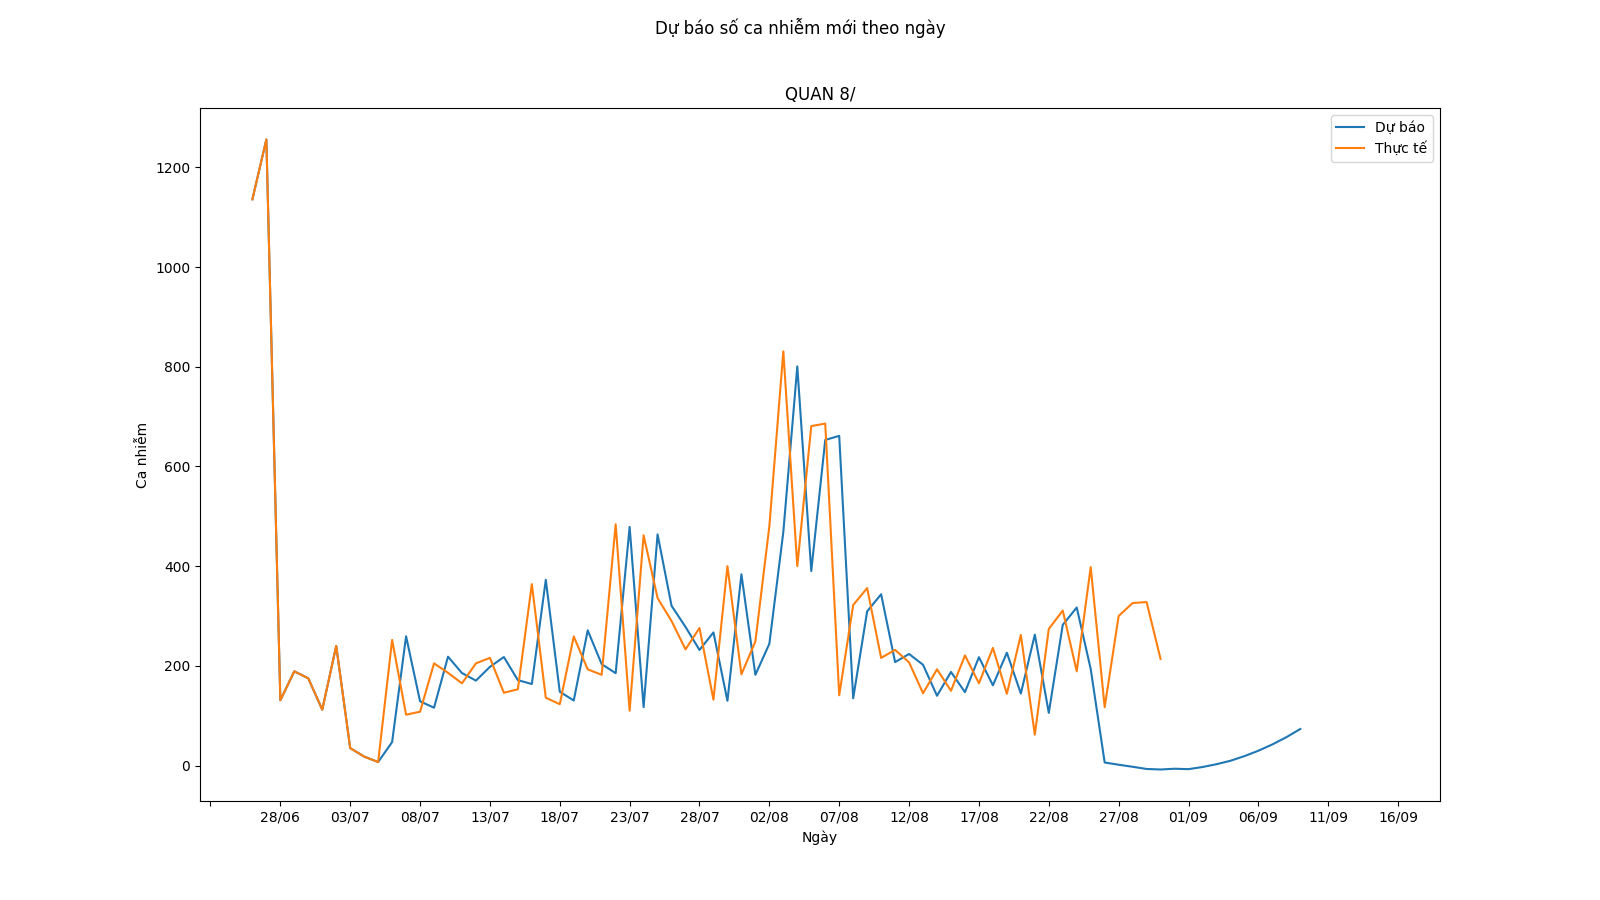 Dự báo số ca nhiễm mới theo ngày
QUAN 8/
Dự báo
Thực tế
1200
1000
800
600
400
200
0
Ca nhiễm
28/06 03/07 08/07 13/07 18/07 23/07 28/07 02/08 07/08 12/08 17/08 22/08 27/08 01/09 06/09 11/09 16/09
Ngày